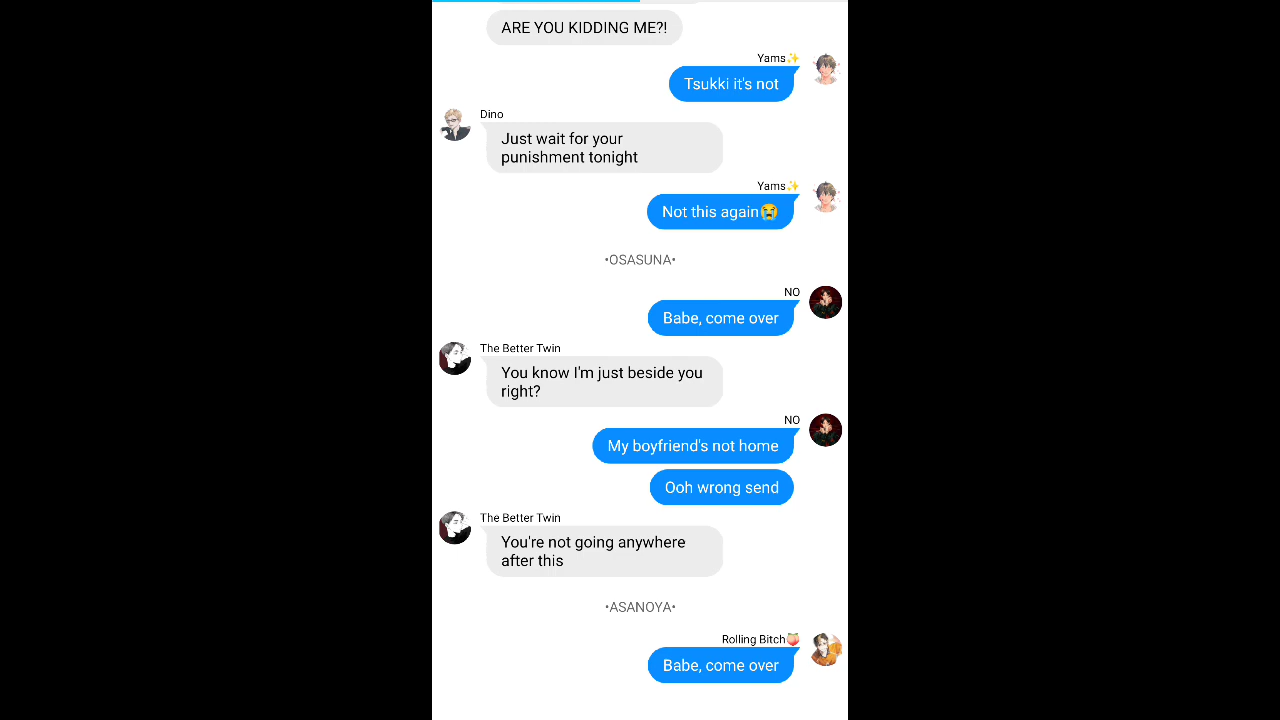 ARE YOU KIDDING ME?!
Yams✨
Tsukki it's not
Dino
Just wait for your
punishment tonight
Yams✨
Not this again😭
•OSASUNA•
NO
Babe, come over
The Better Twin
You know I'm just beside you
right?
NO
My boyfriend's not home
Ooh wrong send
The Better Twin
You're not going anywhere
after this
•ASANOYA•
Rolling Bitch🍑
Babe, come over